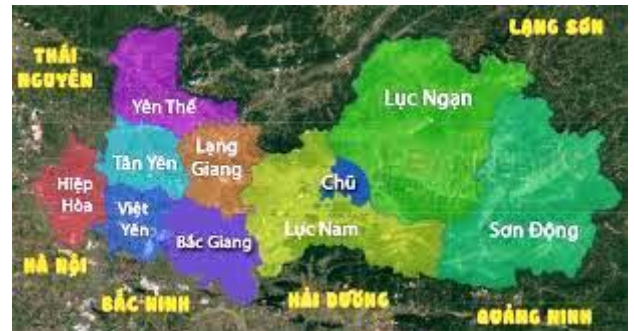 LẠNG SƠN
THÁI
NGUYÊN
Yên Thế
Lục Ngạn
Tân Yên
Lạng
Giang
Hiệp
Hòa
Chũ
Việt
Yên
Bắc Giang
Lục Nam
Sơn Động
HÀ NỘI
BẮC NINH
HẢI DƯƠNG
QUẢNG NINH